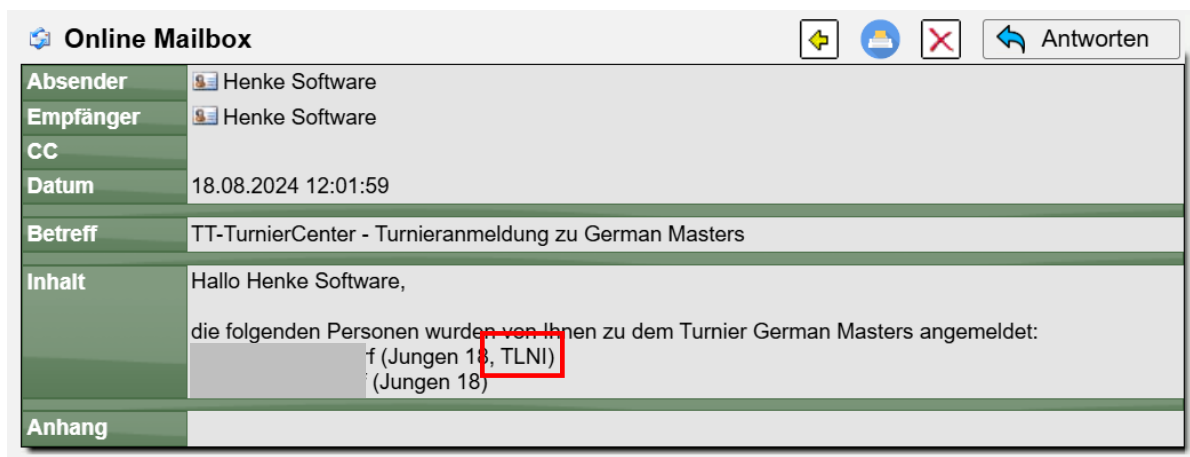 Online Mailbox
Antworten
Absender Henke Software
Empfänger Henke Software
CC
Datum 18.08.2024 12:01:59
Betreff TT-TurnierCenter - Turnieranmeldung zu German Masters
Inhalt Hallo Henke Software,
die folgenden Personen wurden von Ihnen zu dem Turnier German Masters angemeldet:
(Jungen 18, TLNI)
(Jungen 18)
Anhang